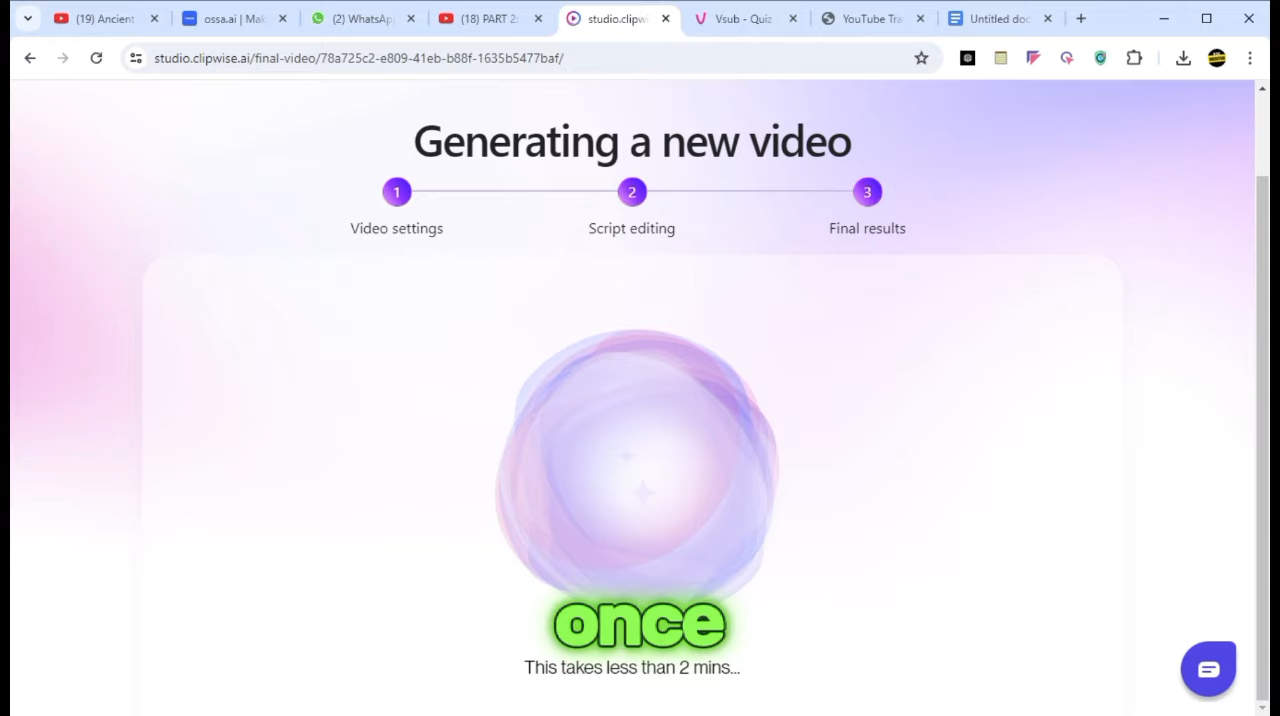 (19) Ancient
ossa.ai | Mak
(2) WhatsApp
(18) PART 2:
studio.clipwi
Vsub - Quiz
YouTube Tra
Untitled doc
studio.clipwise.ai/final-video/78a725c2-e809-41eb-b88f-1635b5477baf/
Generating a new video
1
2
3
Video settings
Script editing
Final results
once
This takes less than 2 mins...